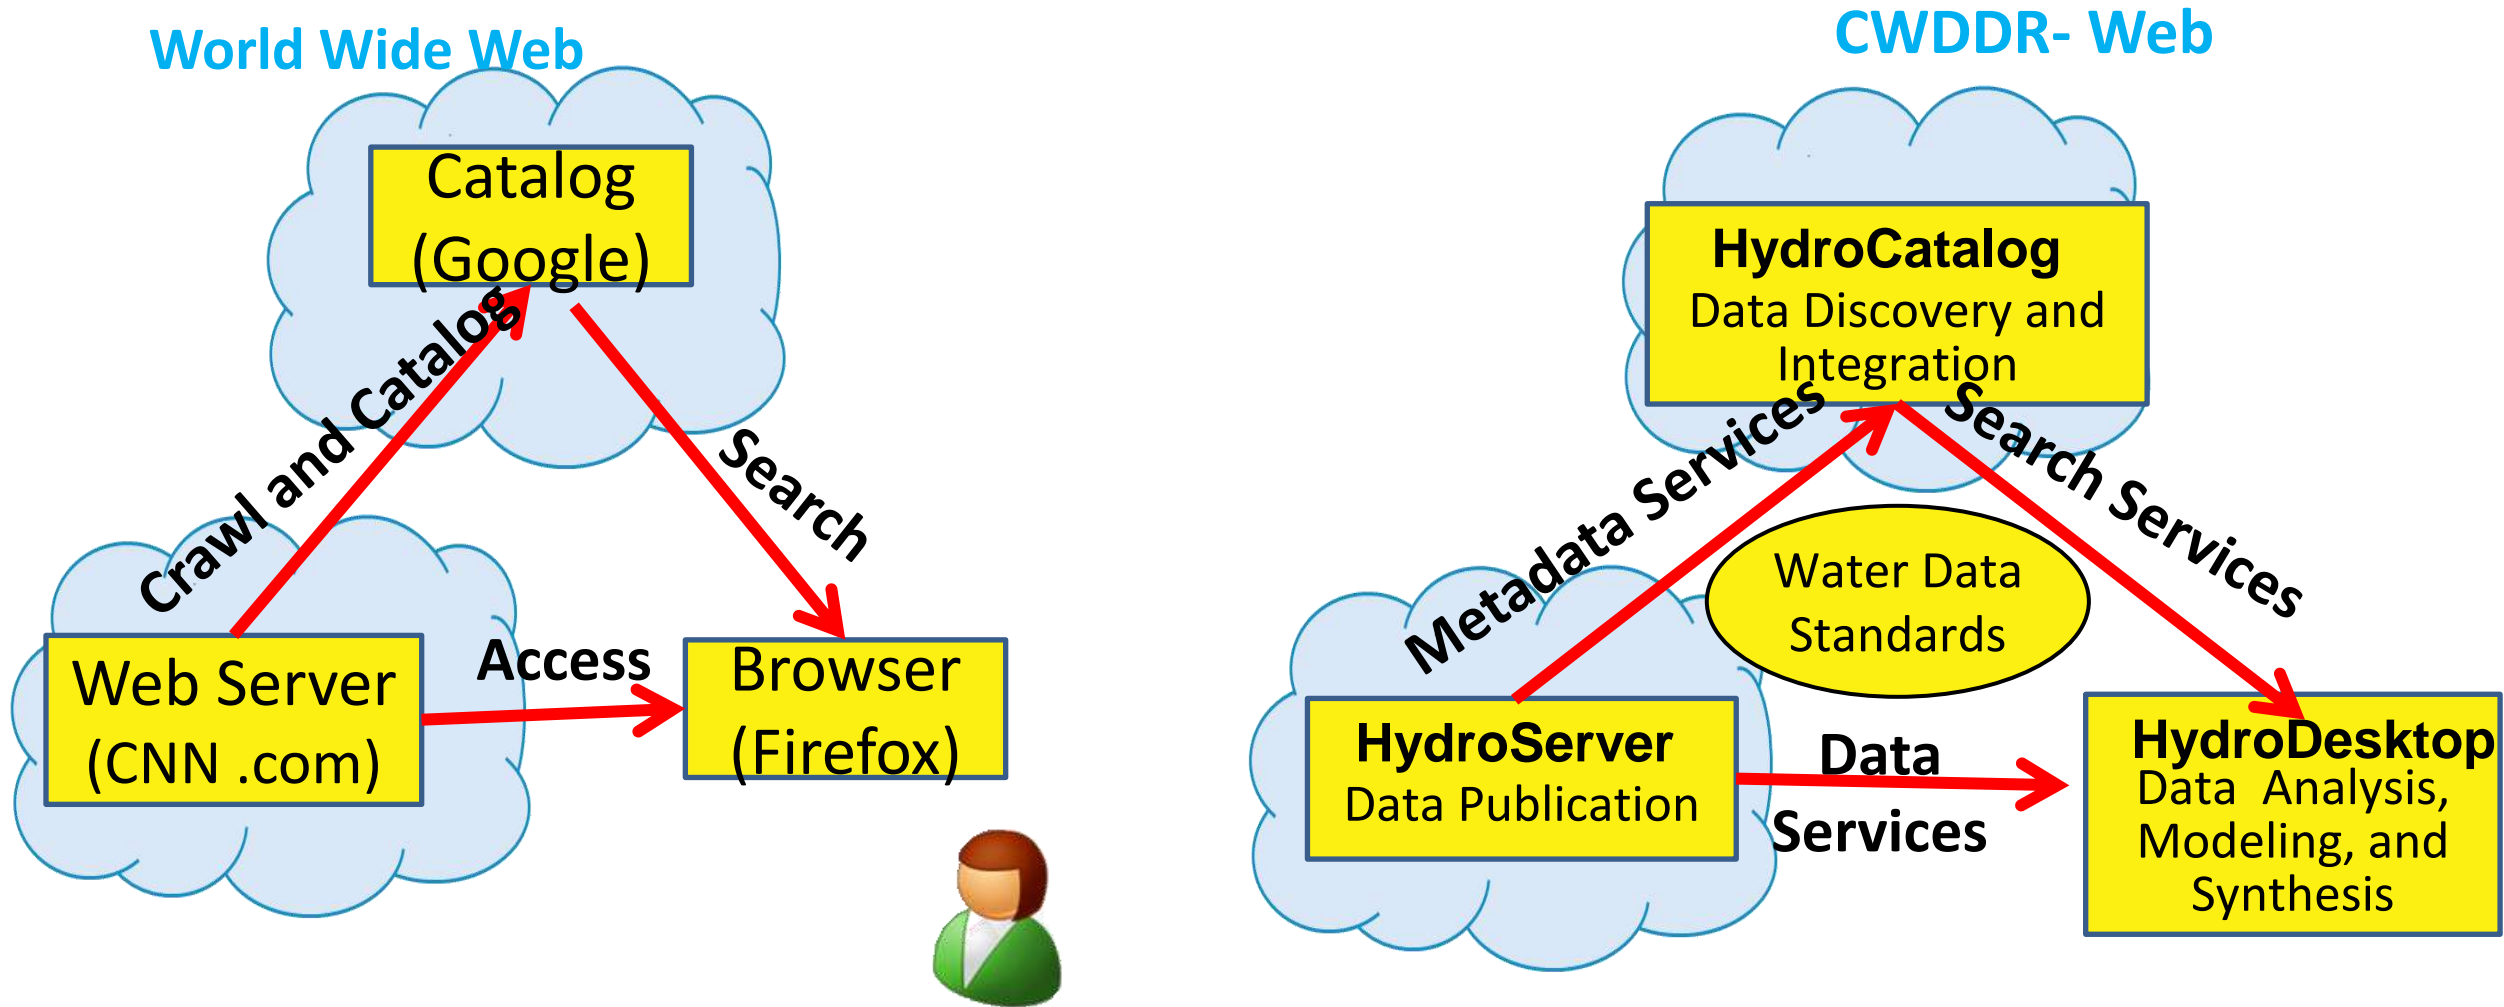 World Wide Web
Catalog
(Google)
Crawl and Catalog
Search
Web Server
(CNN .com)
Access
Browser
(Firefox)
CWDDR- Web
HydroCatalog
Data Discovery and
Integration
Metadata Services
Search Services
Water Data
Standards
HydroServer
Data Publication
Data
Services
HydroDesktop
Data Analysis,
Modeling, and
Synthesis